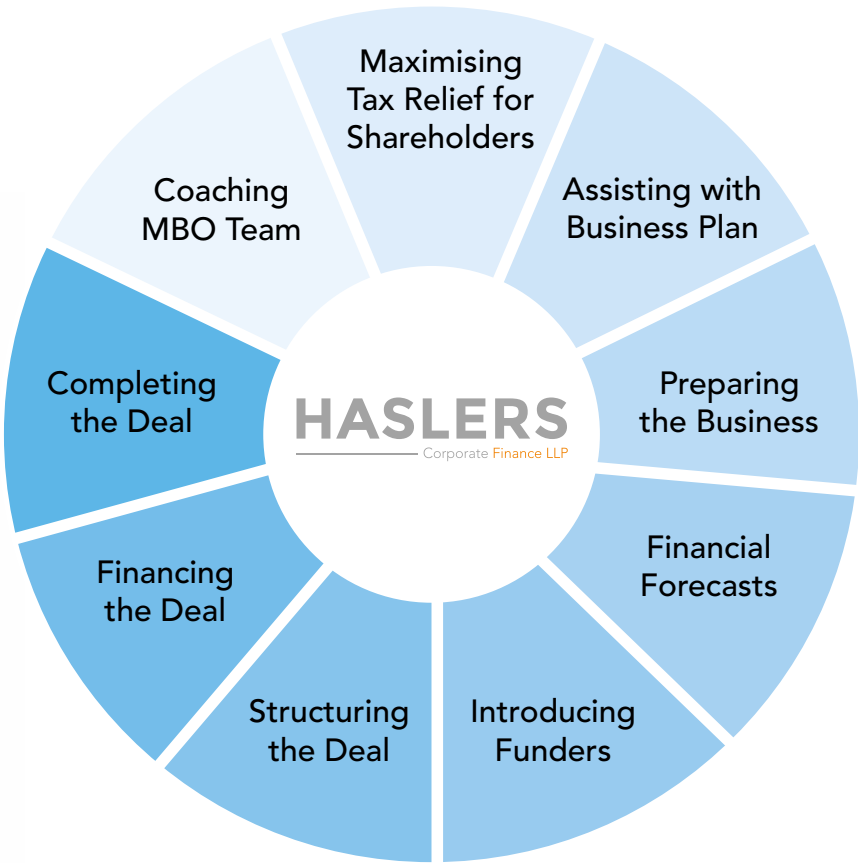 Maximising
Tax Relief for
Shareholders
Assisting with
Business Plan
Preparing
the Business
Financial
Forecasts
Introducing
Funders
Structuring
the Deal
Financing
the Deal
Completing
the Deal
Coaching
MBO Team
HASLERS
Corporate Finance LLP